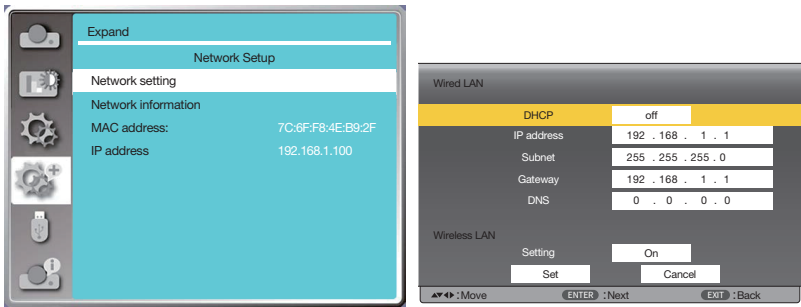 Expand
Network Setup
Network setting
Network information
MAC address: 7C:6F:F8:4E:B9:2F
IP address 192.168.1.100
Wired LAN
DHCP off
IP address 192 . 168 . 1 . 1
Subnet 255 . 255 . 255 . 0
Gateway 192 . 168 . 1 . 1
DNS 0 . 0 . 0 . 0
Wireless LAN
Setting On
Set Cancel
:Move ENTER :Next EXIT :Back